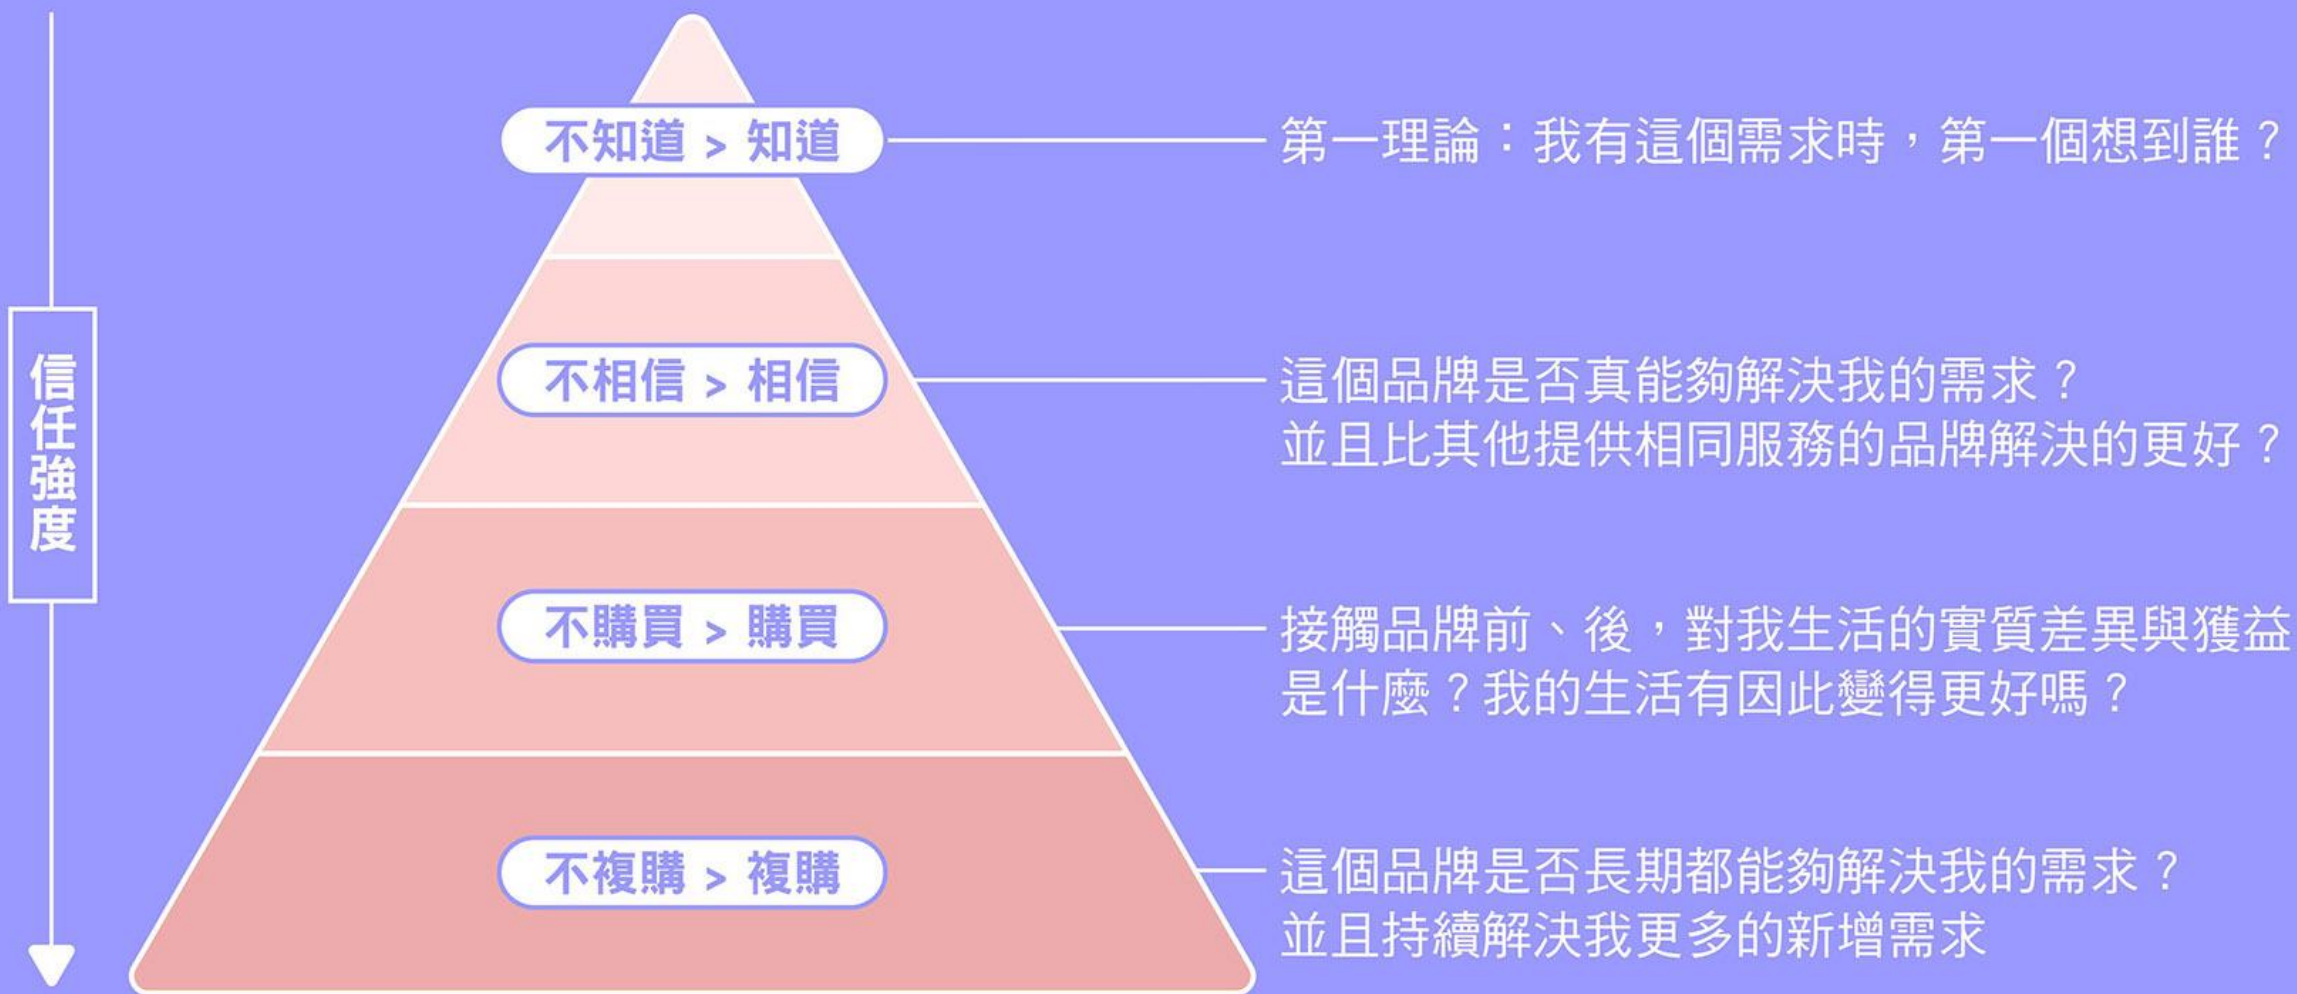 不知道 > 知道
第一理論：我有這個需求時，第一個想到誰？
信任強度
不相信 > 相信
這個品牌是否真能夠解決我的需求？
並且比其他提供相同服務的品牌解決的更好？
不購買 > 購買
接觸品牌前、後，對我生活的實質差異與獲益
是什麼？我的生活有因此變得更好嗎？
不複購 > 複購
這個品牌是否長期都能夠解決我的需求？
並且持續解決我更多的新增需求